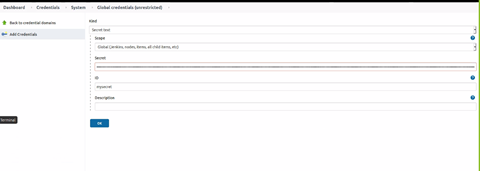 Dashboard Credentials System Global credentials (unrestricted)
Back to credential domains
Add Credentials
Kind
Secret text
Scope
Global (Jenkins, nodes, items, all child items, etc)
Secret
ID
Description
Terminal
OK